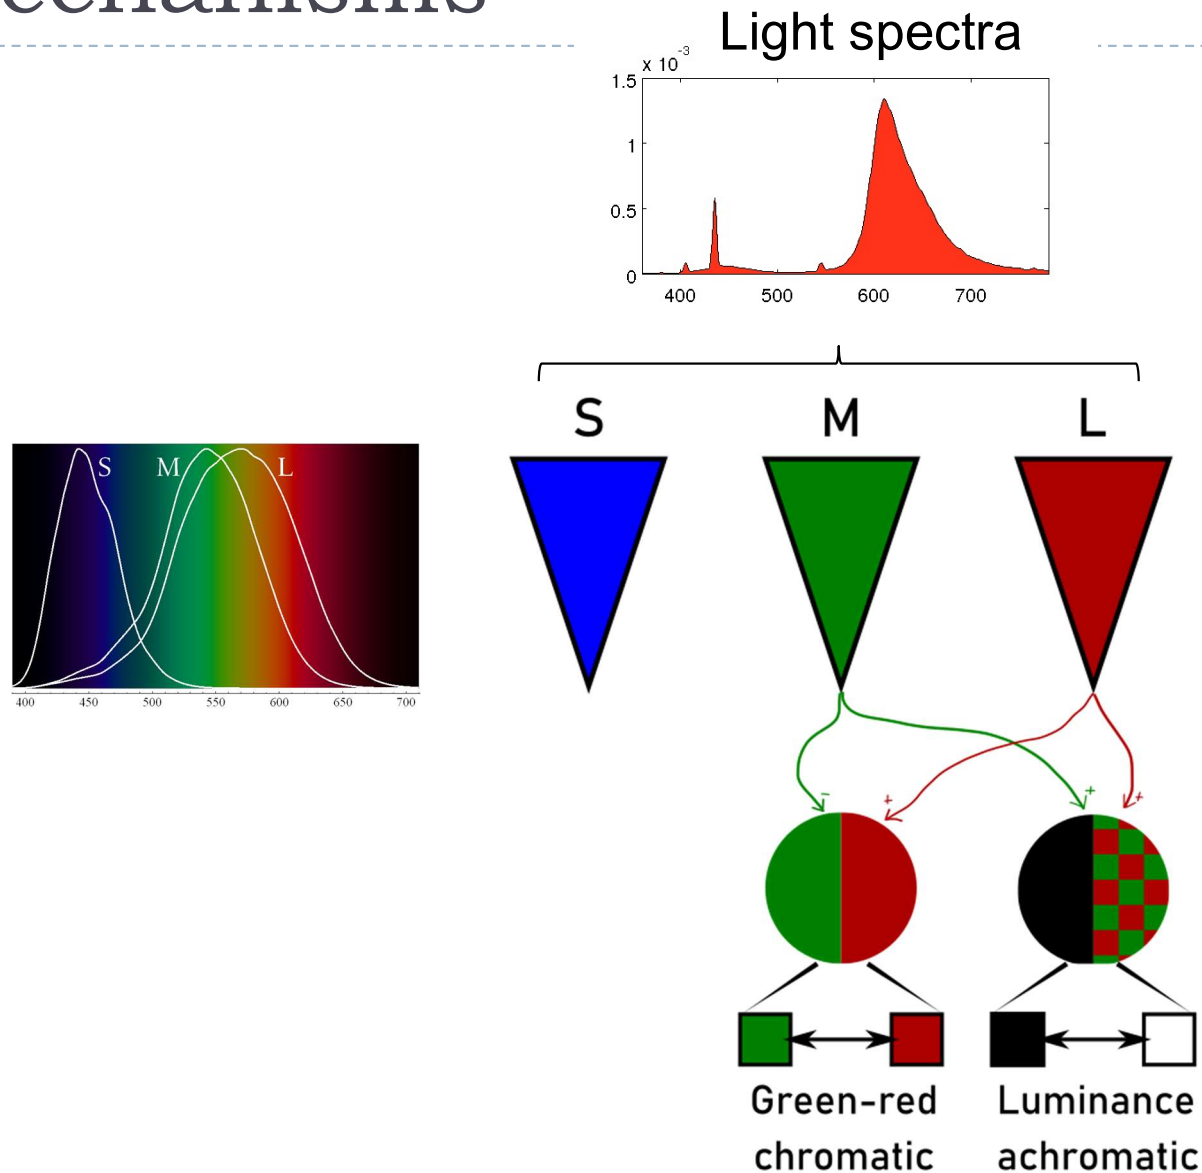 Light spectra
x 10⁻³
1.5
1
0.5
0
400 500 600 700
S M L
S M L
400 450 500 550 600 650 700
− + + +
Green-red chromatic
Luminance achromatic